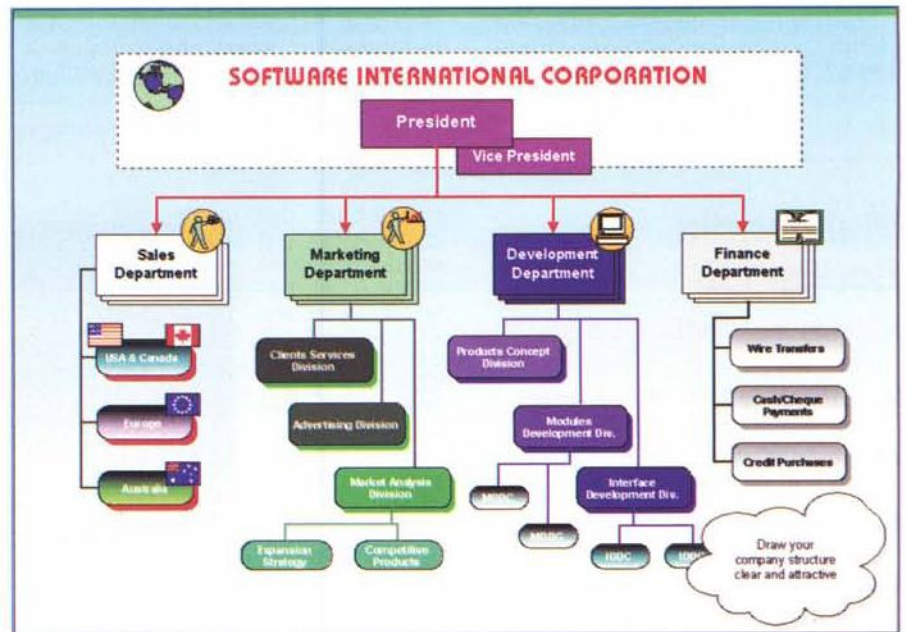 SOFTWARE INTERNATIONAL CORPORATION
President
Vice President
Sales
Department
Marketing
Department
Development
Department
Finance
Department
USA & Canada
Europe
Australia
Clients Services
Division
Advertising Division
Market Analysis
Division
Expansion
Strategy
Competitive
Products
Products Concept
Division
Modules
Development Div.
Interface
Development Div.
IDDC
Wire Transfers
Cash/Cheque
Payments
Credit Purchases
Draw your
company structure
clear and attractive